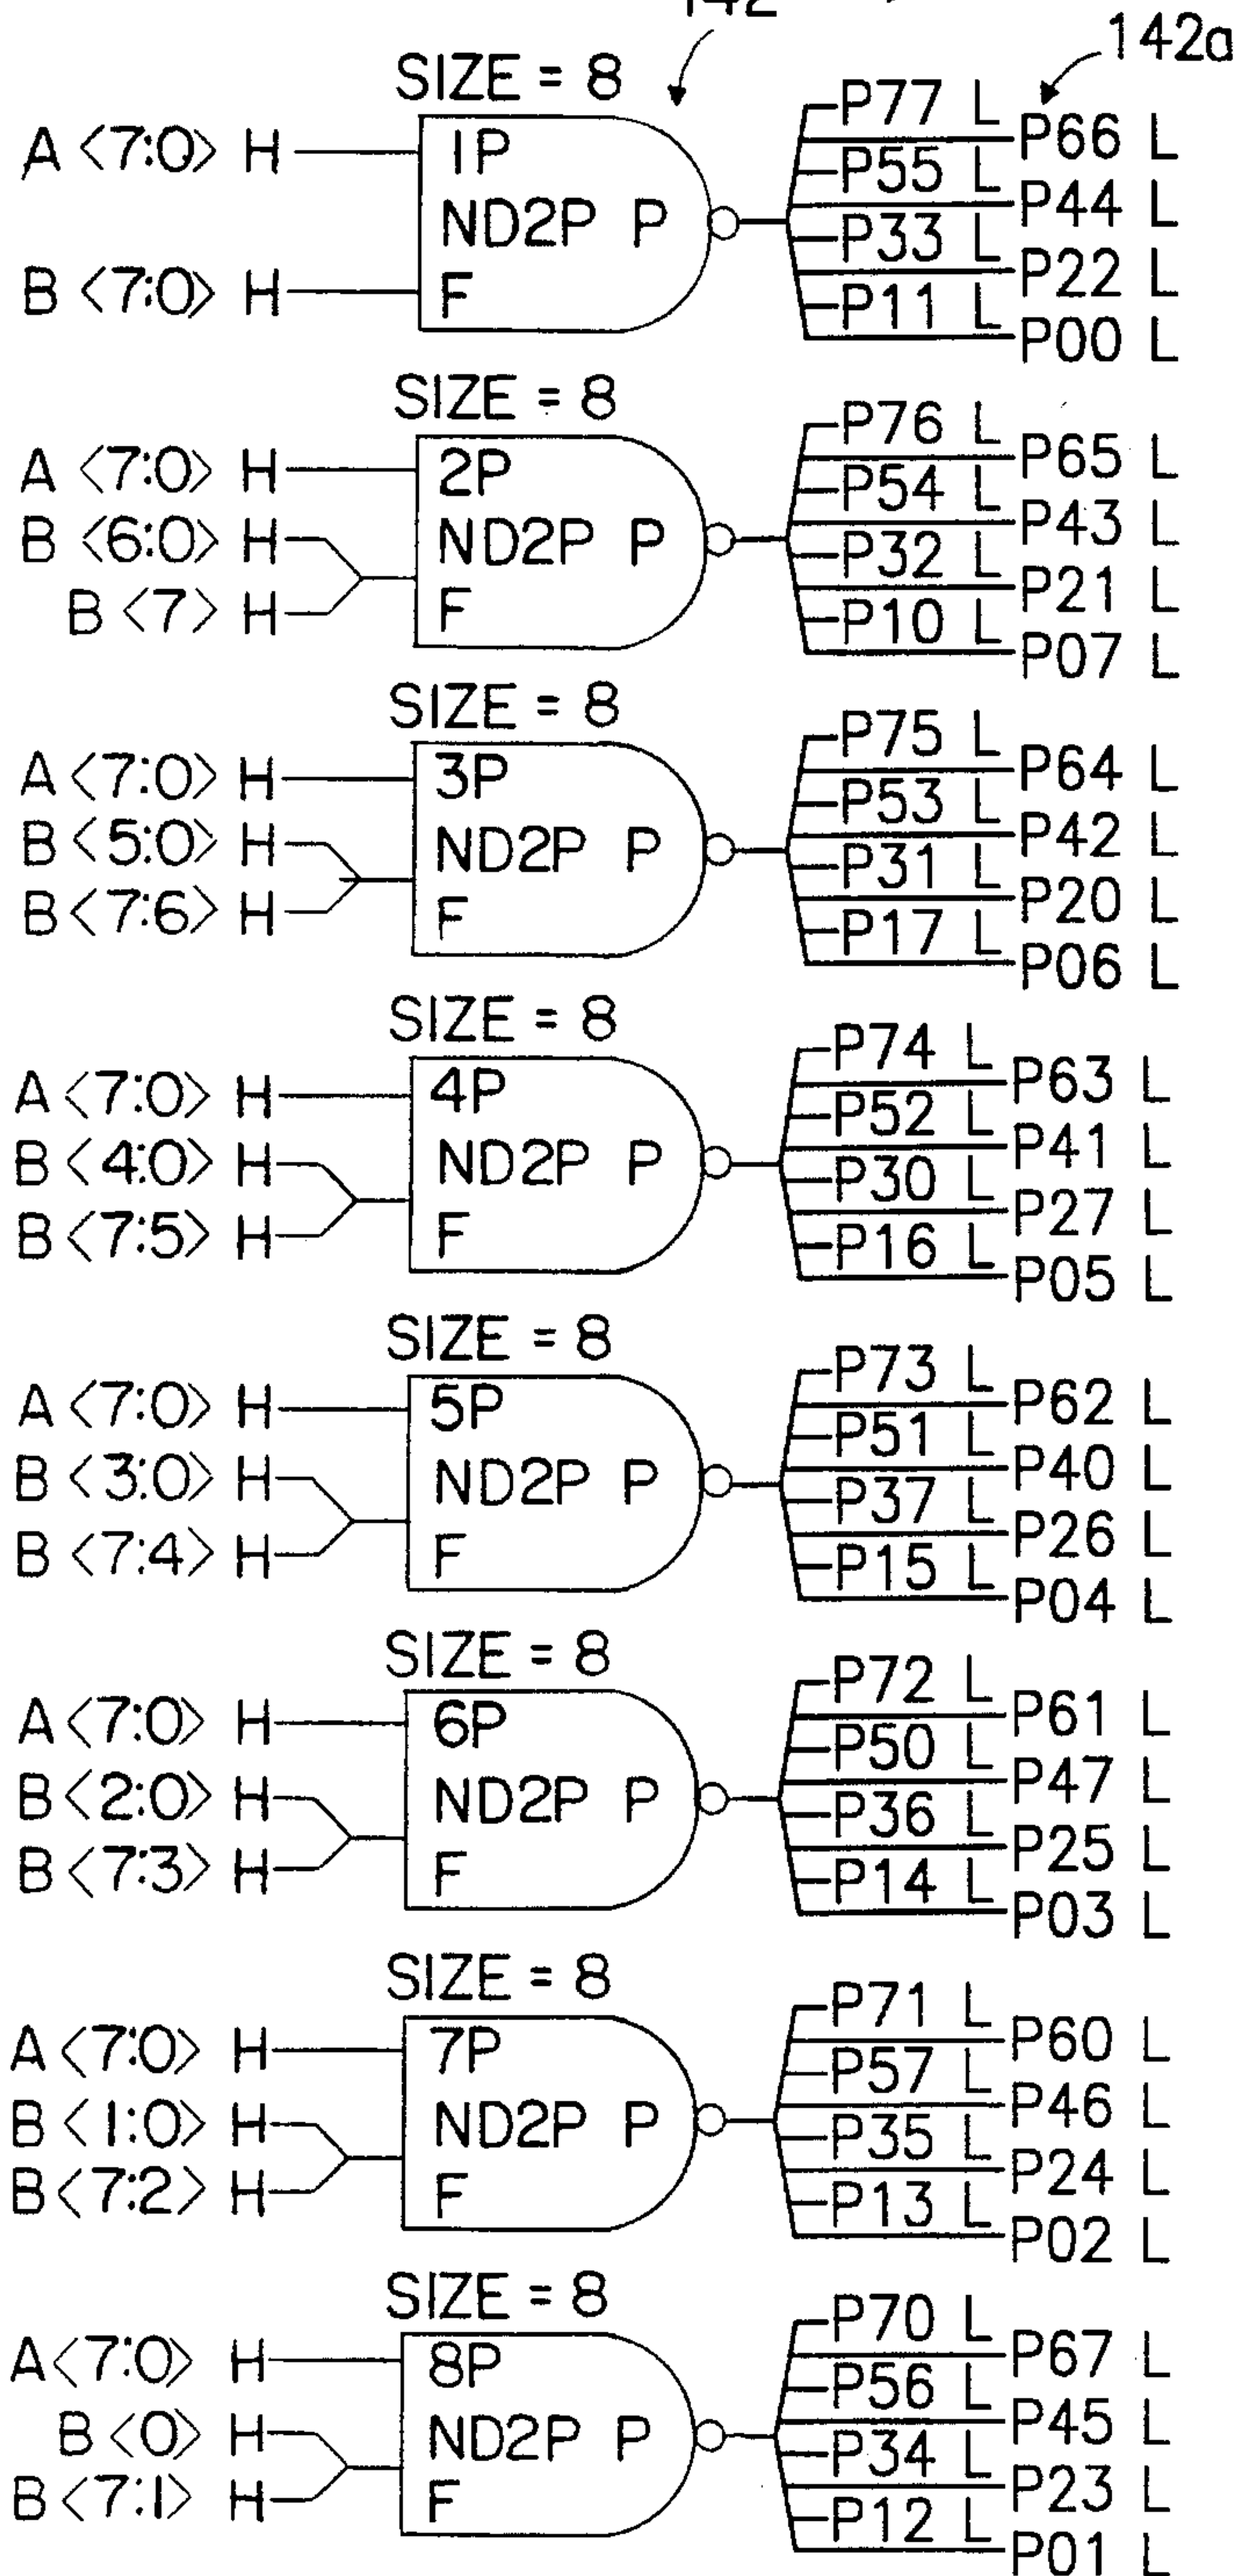 142
142a
SIZE = 8
A <7:0> H
B <7:0> H
1P
ND2P P
F
P77 L
P66 L
P55 L
P44 L
P33 L
P22 L
P11 L
P00 L
SIZE = 8
A <7:0> H
B <6:0> H
B <7> H
2P
ND2P P
F
P76 L
P65 L
P54 L
P43 L
P32 L
P21 L
P10 L
P07 L
SIZE = 8
A <7:0> H
B <5:0> H
B <7:6> H
3P
ND2P P
F
P75 L
P64 L
P53 L
P42 L
P31 L
P20 L
P17 L
P06 L
SIZE = 8
A <7:0> H
B <4:0> H
B <7:5> H
4P
ND2P P
F
P74 L
P63 L
P52 L
P41 L
P30 L
P27 L
P16 L
P05 L
SIZE = 8
A <7:0> H
B <3:0> H
B <7:4> H
5P
ND2P P
F
P73 L
P62 L
P51 L
P40 L
P37 L
P26 L
P15 L
P04 L
SIZE = 8
A <7:0> H
B <2:0> H
B <7:3> H
6P
ND2P P
F
P72 L
P61 L
P50 L
P47 L
P36 L
P25 L
P14 L
P03 L
SIZE = 8
A <7:0> H
B <1:0> H
B <7:2> H
7P
ND2P P
F
P71 L
P60 L
P57 L
P46 L
P35 L
P24 L
P13 L
P02 L
SIZE = 8
A <7:0> H
B <0> H
B <7:1> H
8P
ND2P P
F
P70 L
P67 L
P56 L
P45 L
P34 L
P23 L
P12 L
P01 L